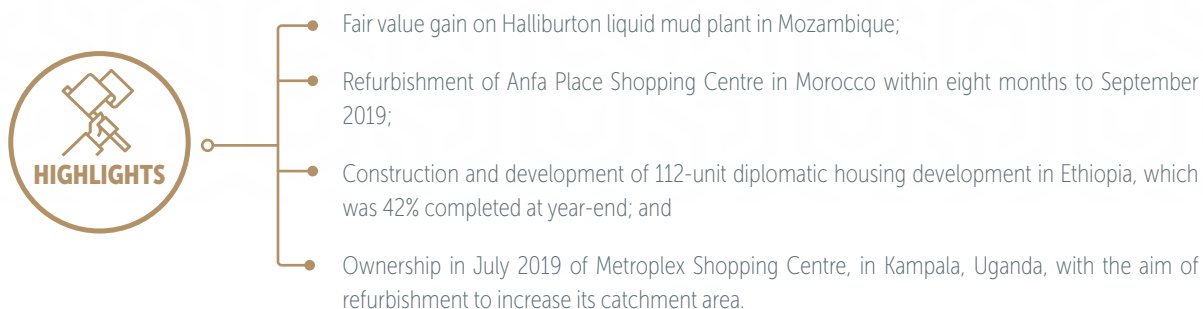 HIGHLIGHTS
Fair value gain on Halliburton liquid mud plant in Mozambique;
Refurbishment of Anfa Place Shopping Centre in Morocco within eight months to September
2019;
Construction and development of 112-unit diplomatic housing development in Ethiopia, which
was 42% completed at year-end; and
Ownership in July 2019 of Metroplex Shopping Centre, in Kampala, Uganda, with the aim of
refurbishment to increase its catchment area.